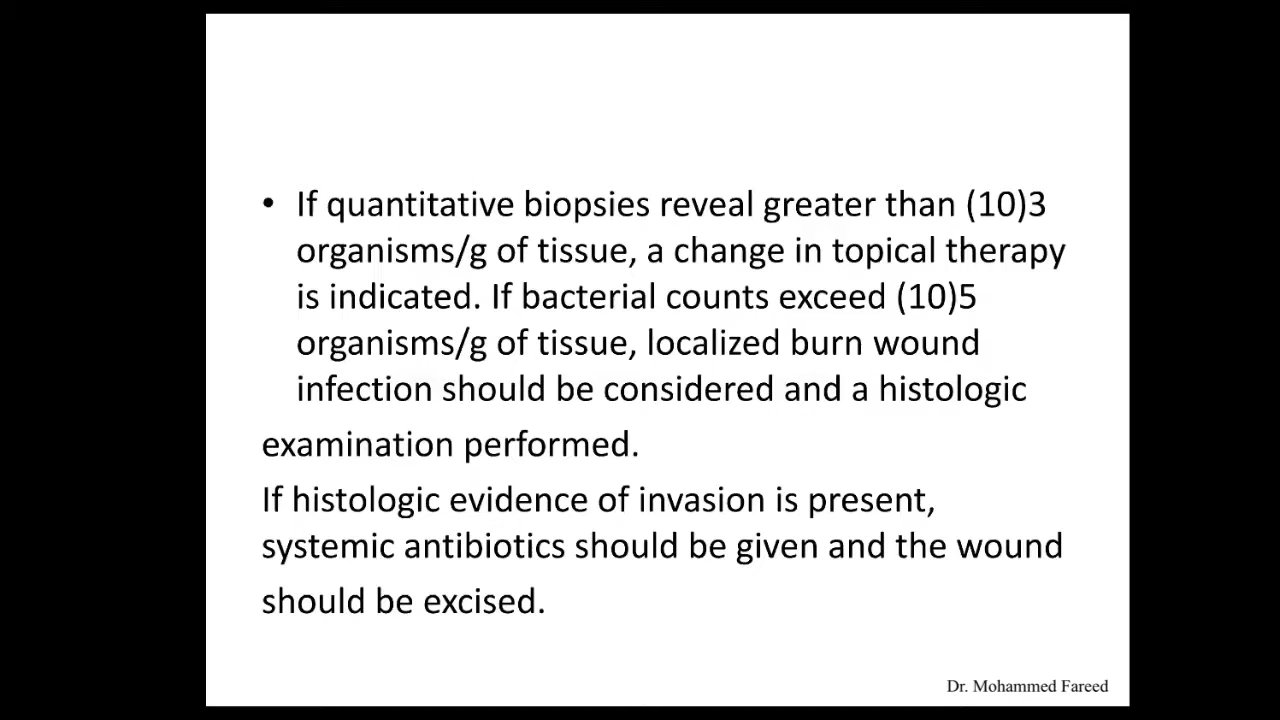 • If quantitative biopsies reveal greater than (10)3
organisms/g of tissue, a change in topical therapy
is indicated. If bacterial counts exceed (10)5
organisms/g of tissue, localized burn wound
infection should be considered and a histologic
examination performed.
If histologic evidence of invasion is present,
systemic antibiotics should be given and the wound
should be excised.
Dr. Mohammed Fareed